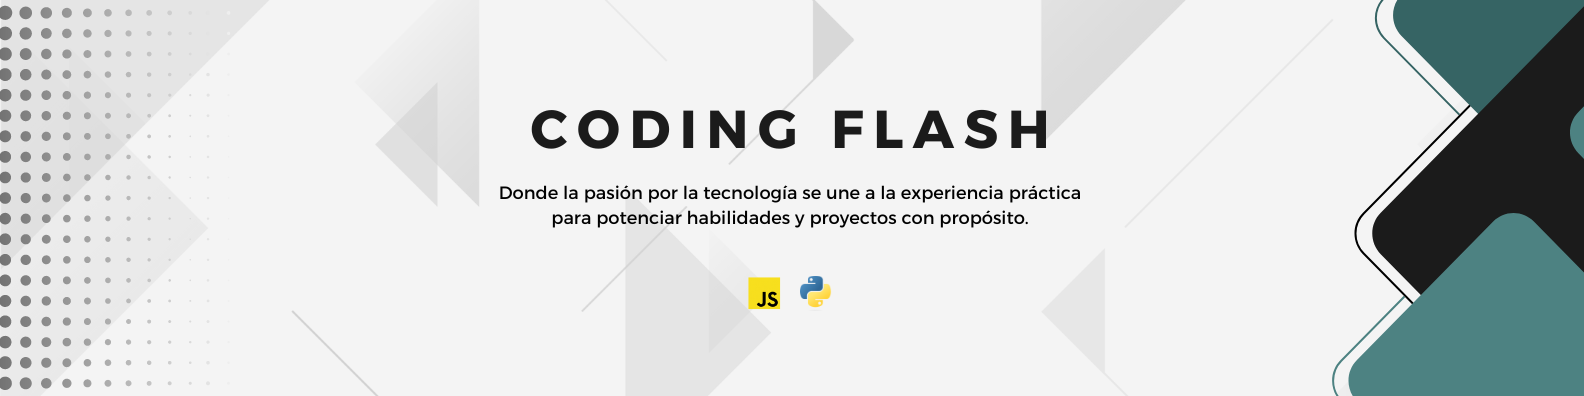 CODING FLASH
Donde la pasión por la tecnología se une a la experiencia práctica
para potenciar habilidades y proyectos con propósito.
JS